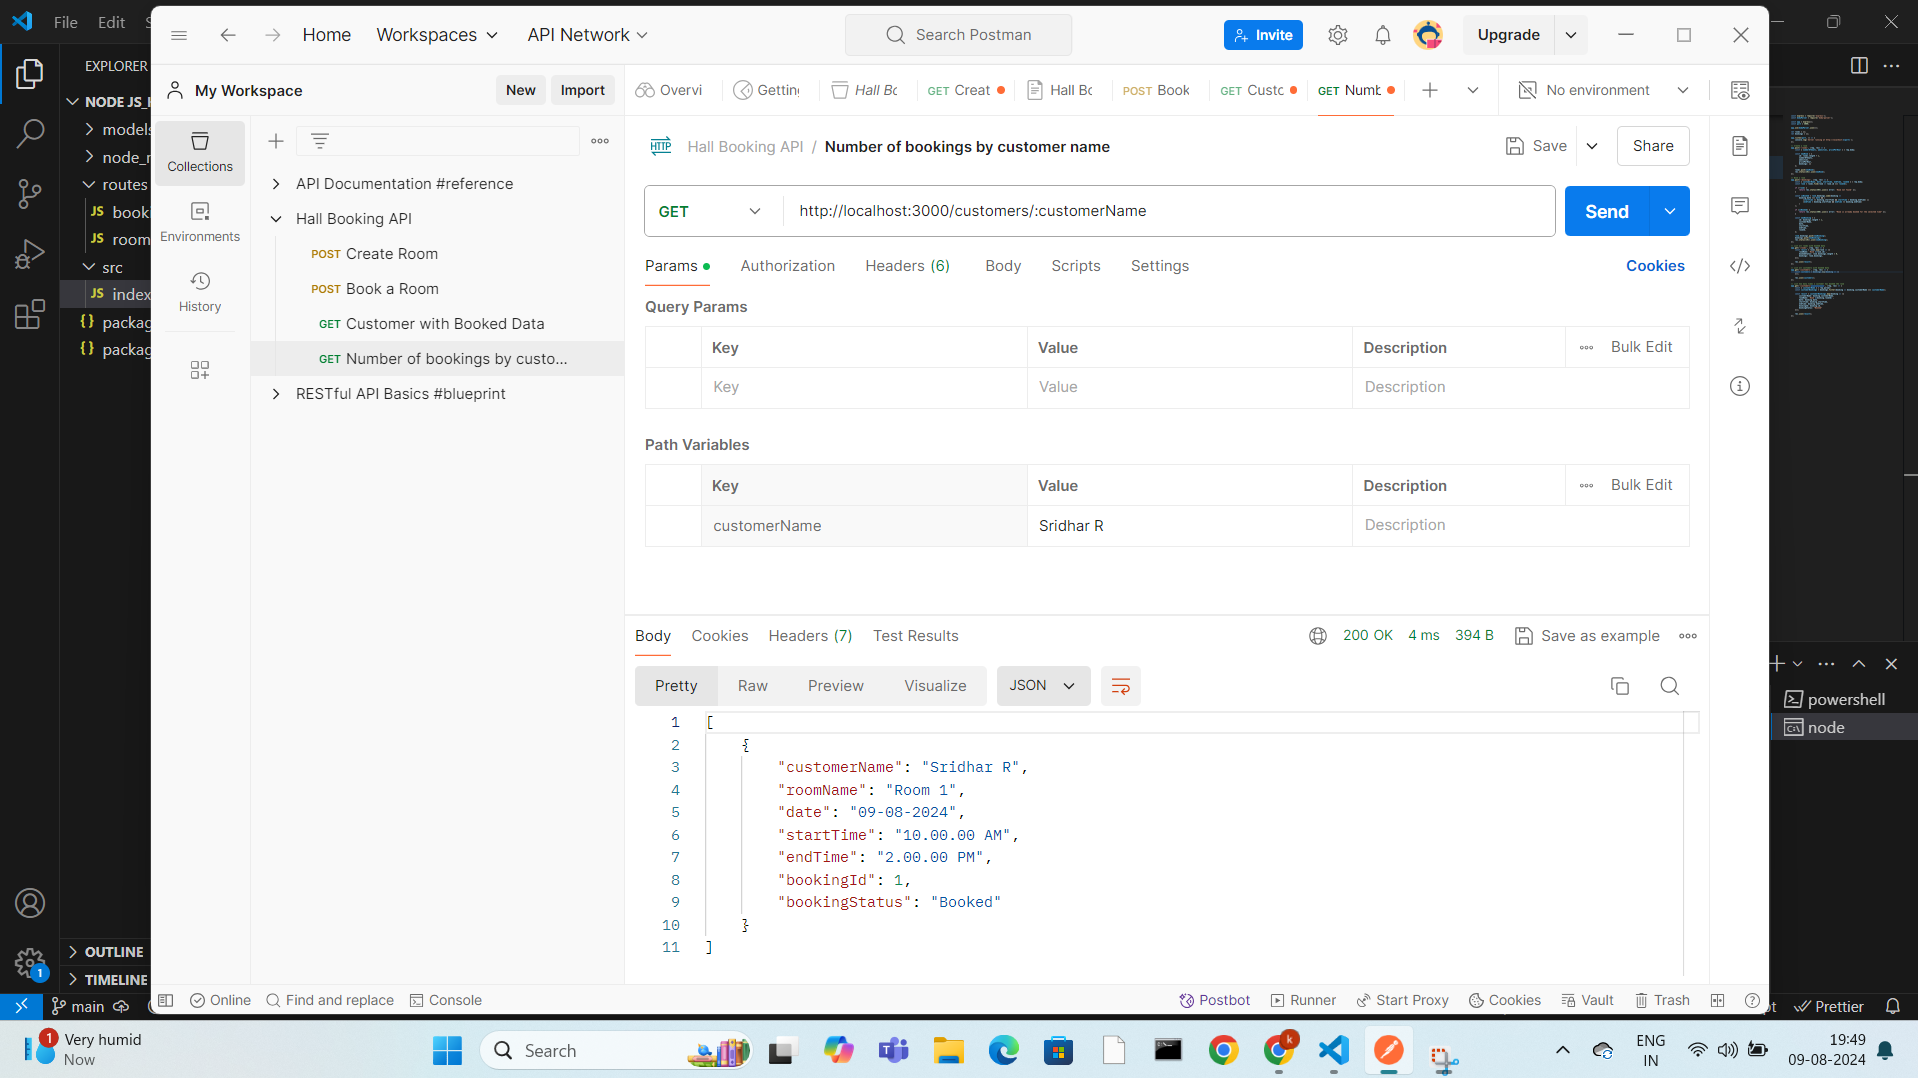 File Edit
Home Workspaces API Network Search Postman Invite Upgrade
EXPLORER
My Workspace New Import Overvi Getting Hall Bo GET Creat Hall Bo POST Book GET Custo GET Numb No environment
NODE JS_
models
node_
routes
JS booki
JS room
src
JS index
{} packag
{} packag
Collections
Environments
History
API Documentation #reference
Hall Booking API
POST Create Room
POST Book a Room
GET Customer with Booked Data
GET Number of bookings by custo...
RESTful API Basics #blueprint
HTTP Hall Booking API / Number of bookings by customer name Save Share
GET http://localhost:3000/customers/:customerName Send
Params Authorization Headers (6) Body Scripts Settings Cookies
Query Params
Key Value Description Bulk Edit
Key Value Description
Path Variables
Key Value Description Bulk Edit
customerName Sridhar R Description
Body Cookies Headers (7) Test Results 200 OK 4 ms 394 B Save as example
Pretty Raw Preview Visualize JSON
1 [
2 {
3 "customerName": "Sridhar R",
4 "roomName": "Room 1",
5 "date": "09-08-2024",
6 "startTime": "10.00.00 AM",
7 "endTime": "2.00.00 PM",
8 "bookingId": 1,
9 "bookingStatus": "Booked"
10 }
11 ]
powershell
node
OUTLINE
TIMELINE
1
main
Online Find and replace Console Postbot Runner Start Proxy Cookies Vault Trash
Prettier
1 Very humid
Now
Search
k
ENG
IN
19:49
09-08-2024